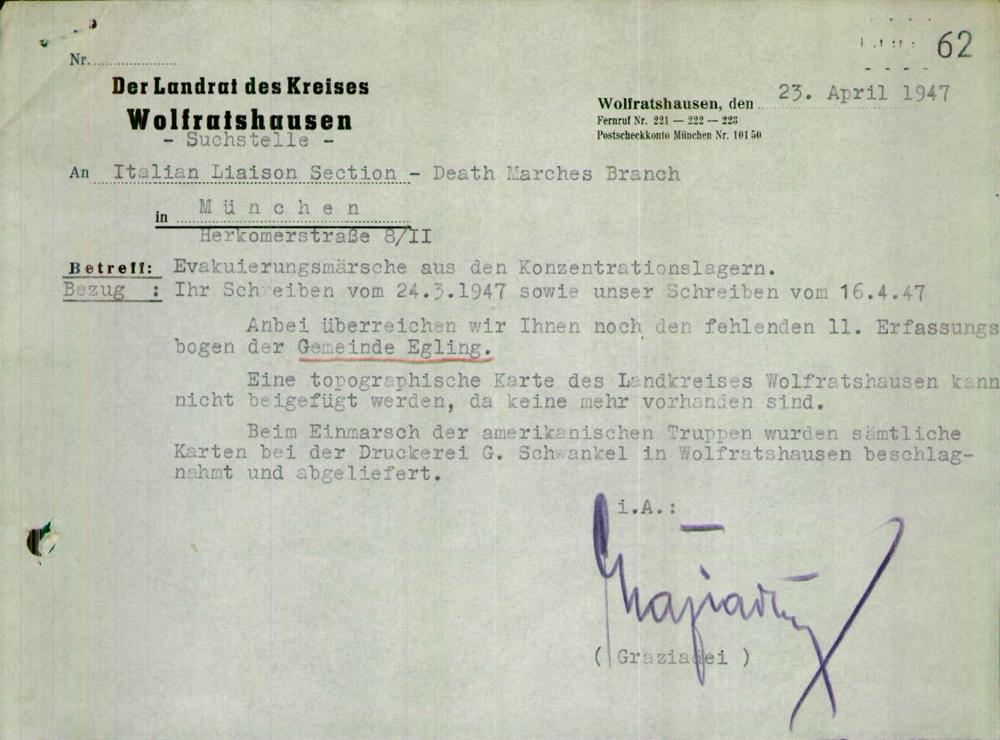 62
Nr.
Der Landrat des Kreises
Wolfratshausen
- Suchstelle -
Wolfratshausen, den 23. April 1947
Fernruf Nr. 221 — 222 — 223
Postscheckkonto München Nr. 101 50
An Italian Liaison Section - Death Marches Branch
in München
Herkomerstraße 8/II
Betreff: Evakuierungsmärsche aus den Konzentrationslagern.
Bezug : Ihr Schreiben vom 24.3.1947 sowie unser Schreiben vom 16.4.47
Anbei überreichen wir Ihnen noch den fehlenden 11. Erfassungs
bogen der Gemeinde Egling.
Eine topographische Karte des Landkreises Wolfratshausen kann
nicht beigefügt werden, da keine mehr vorhanden sind.
Beim Einmarsch der amerikanischen Truppen wurden sämtliche
Karten bei der Druckerei G. Schwankel in Wolfratshausen beschlag-
nahmt und abgeliefert.
i.A.:
( Graziadei )